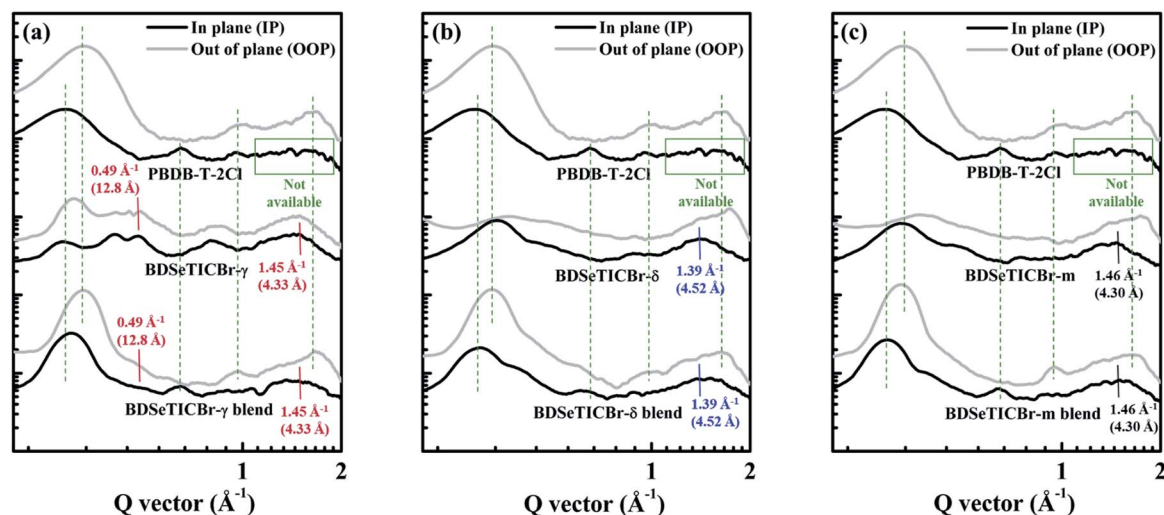 (a)
In plane (IP)
Out of plane (OOP)
0.49 Å⁻¹
(12.8 Å)
PBDB-T-2Cl
Not
available
BDSeTICBr-γ
1.45 Å⁻¹
(4.33 Å)
0.49 Å⁻¹
(12.8 Å)
BDSeTICBr-γ blend
1.45 Å⁻¹
(4.33 Å)
1
2
Q vector (Å⁻¹)
(b)
In plane (IP)
Out of plane (OOP)
PBDB-T-2Cl
Not
available
BDSeTICBr-δ
1.39 Å⁻¹
(4.52 Å)
BDSeTICBr-δ blend
1.39 Å⁻¹
(4.52 Å)
1
2
Q vector (Å⁻¹)
(c)
In plane (IP)
Out of plane (OOP)
PBDB-T-2Cl
Not
available
BDSeTICBr-m
1.46 Å⁻¹
(4.30 Å)
BDSeTICBr-m blend
1.46 Å⁻¹
(4.30 Å)
1
2
Q vector (Å⁻¹)